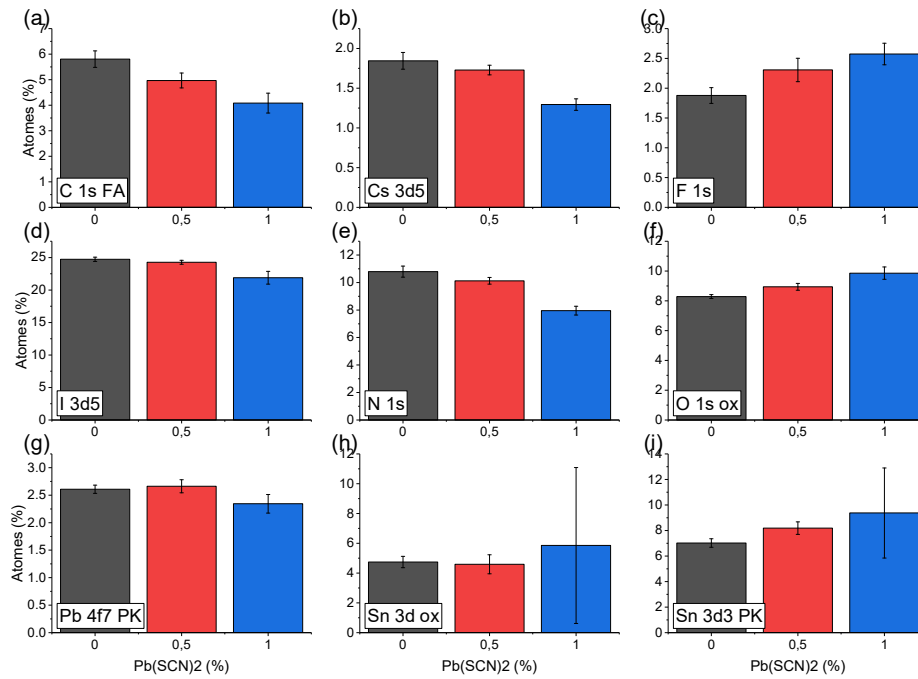 (a)
7
6
5
4
3
2
1
0
Atomes (%)
C 1s FA
0 0,5 1
(b)
2.0
1.5
1.0
0.5
0.0
Cs 3d5
0 0,5 1
(c)
3.0
2.5
2.0
1.5
1.0
0.5
0.0
F 1s
0 0,5 1
(d)
25
20
15
10
5
0
Atomes (%)
I 3d5
0 0,5 1
(e)
12
10
8
6
4
2
0
N 1s
0 0,5 1
(f)
12
10
8
6
4
2
0
O 1s ox
0 0,5 1
(g)
3.0
2.5
2.0
1.5
1.0
0.5
0.0
Atomes (%)
Pb 4f7 PK
0 0,5 1
Pb(SCN)2 (%)
(h)
12
10
8
6
4
2
0
Sn 3d ox
0 0,5 1
Pb(SCN)2 (%)
(i)
14
12
10
8
6
4
2
0
Sn 3d3 PK
0 0,5 1
Pb(SCN)2 (%)